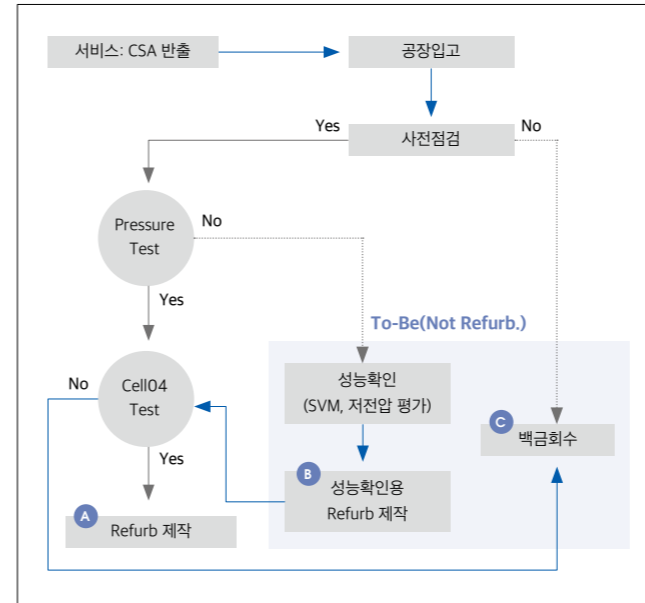 서비스: CSA 반출
공장입고
Yes
사전점검
No
Pressure
Test
No
Yes
To-Be(Not Refurb.)
No
Cell04
Test
성능확인
(SVM, 저전압 평가)
C
백금회수
Yes
B
성능확인용
Refurb 제작
A
Refurb 제작